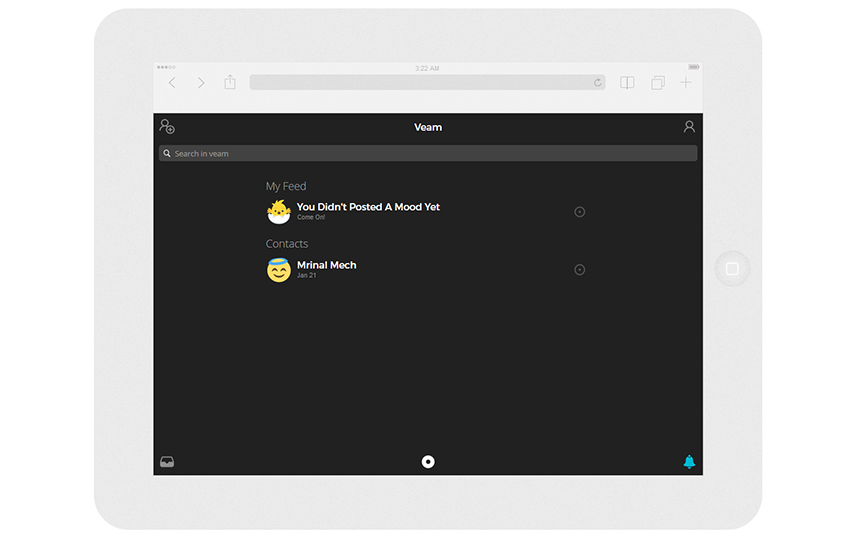 3:22 AM
Veam
Search in veam
My Feed
You Didn't Posted A Mood Yet
Come On!
Contacts
Mrinal Mech
Jan 21